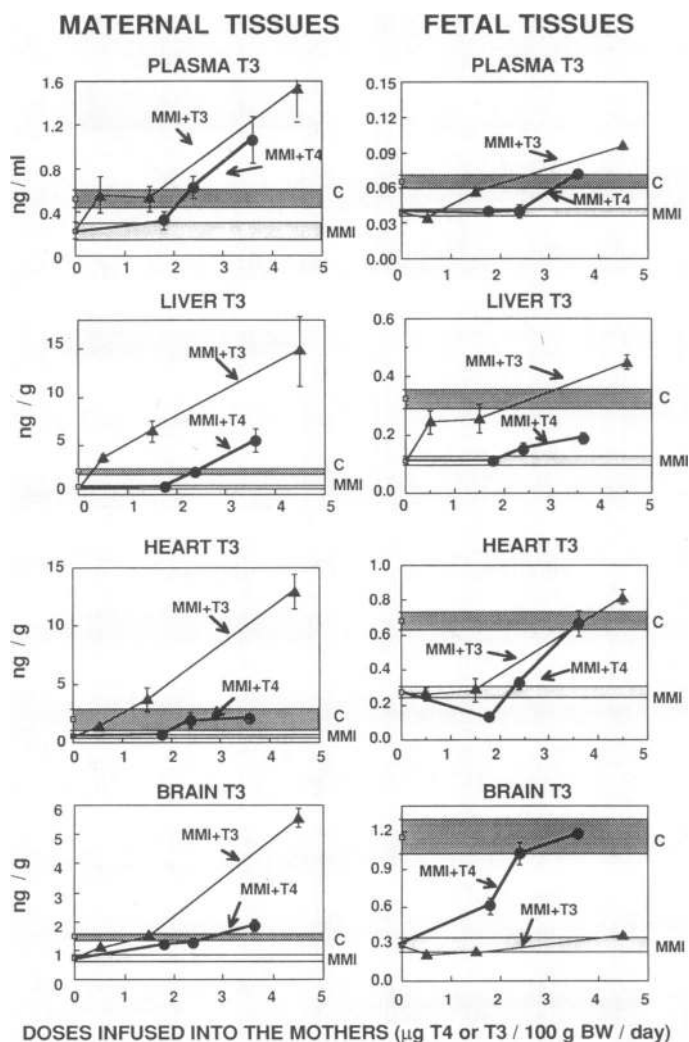 MATERNAL TISSUES
FETAL TISSUES
PLASMA T3
ng / ml
1.6
1.2
0.8
0.4
0
MMI+T3
MMI+T4
C
MMI
0 1 2 3 4 5
PLASMA T3
0.15
0.12
0.09
0.06
0.03
0.00
MMI+T3
MMI+T4
C
MMI
0 1 2 3 4 5
LIVER T3
ng / g
15
10
5
0
MMI+T3
MMI+T4
C
MMI
0 1 2 3 4 5
LIVER T3
0.6
0.4
0.2
0.0
MMI+T3
MMI+T4
C
MMI
0 1 2 3 4 5
HEART T3
ng / g
15
10
5
0
MMI+T3
MMI+T4
C
MMI
0 1 2 3 4 5
HEART T3
1.0
0.8
0.6
0.4
0.2
0.0
MMI+T3
MMI+T4
C
MMI
0 1 2 3 4 5
BRAIN T3
ng / g
6
5
4
3
2
1
0
MMI+T3
MMI+T4
C
MMI
0 1 2 3 4 5
BRAIN T3
1.2
0.9
0.6
0.3
0.0
MMI+T4
MMI+T3
C
MMI
0 1 2 3 4 5
DOSES INFUSED INTO THE MOTHERS (µg T4 or T3 / 100 g BW / day)